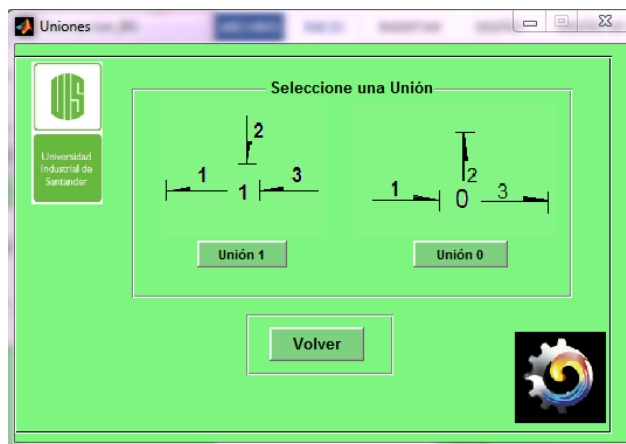 Uniones
Seleccione una Unión
UIS
Universidad
Industrial de
Santander
2
1
1
3
1
2
0
3
Unión 1
Unión 0
Volver